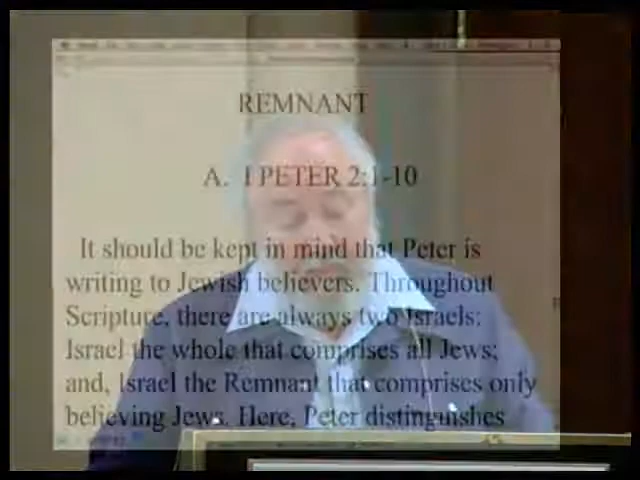 REMNANT
A. I PETER 2:1-10
It should be kept in mind that Peter is
writing to Jewish believers. Throughout
Scripture, there are always two Israels:
Israel the whole that comprises all Jews;
and, Israel the Remnant that comprises only
believing Jews. Here, Peter distinguishes